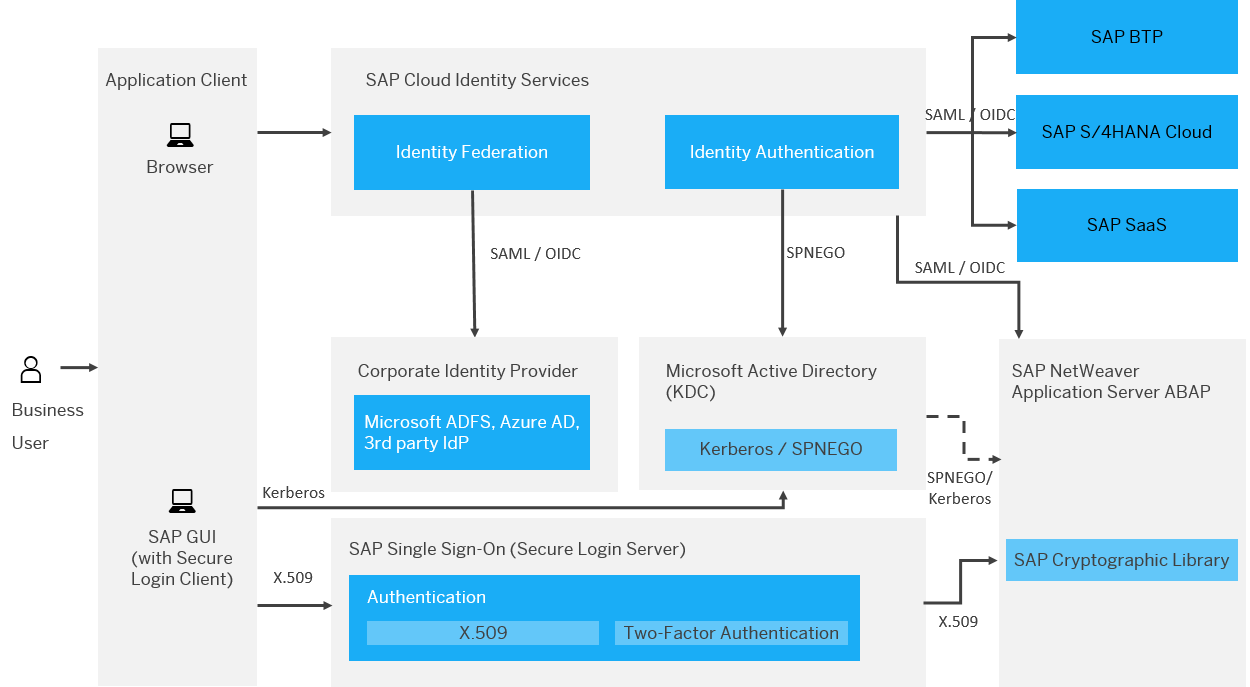 Application Client
Browser
Business
User
SAP GUI
(with Secure
Login Client)
SAP Cloud Identity Services
Identity Federation
Identity Authentication
SAML / OIDC
SAP BTP
SAP S/4HANA Cloud
SAP SaaS
SAML / OIDC
SPNEGO
SAML / OIDC
Corporate Identity Provider
Microsoft ADFS, Azure AD,
3rd party IdP
Microsoft Active Directory
(KDC)
Kerberos / SPNEGO
SAP NetWeaver
Application Server ABAP
SPNEGO/
Kerberos
Kerberos
X.509
SAP Single Sign-On (Secure Login Server)
Authentication
X.509
Two-Factor Authentication
X.509
SAP Cryptographic Library